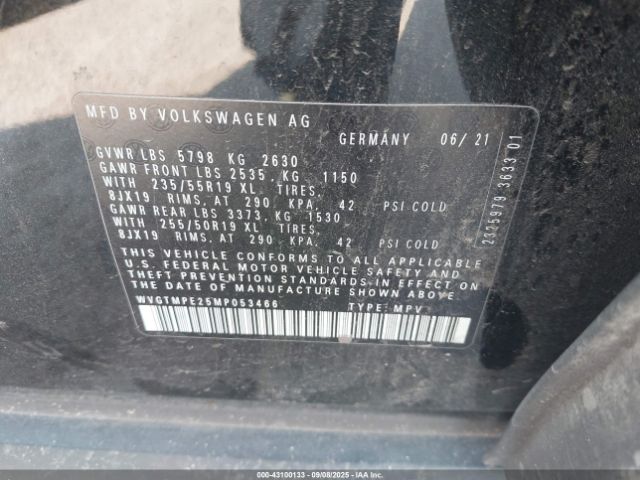 MFD BY VOLKSWAGEN AG
GERMANY 06/ 21
GVWR LBS 5798 KG 2630
GAWR FRONT LBS 2535. KG 1150
WITH 235/55R19 XL TIRES,
8JX19 RIMS, AT 290 KPA, 42 PSI COLD
GAWR REAR LBS 3373. KG 1530
WITH 255/50R19 XL TIRES,
8JX19 RIMS, AT 290 KPA, 42 PSI COLD
THIS VEHICLE CONFORMS TO ALL APPLICABLE
U.S. FEDERAL MOTOR VEHICLE SAFETY AND
THEFT PREVENTION STANDARDS IN EFFECT ON
THE DATE OF MANUFACTURE SHOWN ABOVE.
WVGTMPE25MP053466 TYPE: MPV
2325979 3633 01
000-43100133 - 09/08/2025 - IAAI.CA